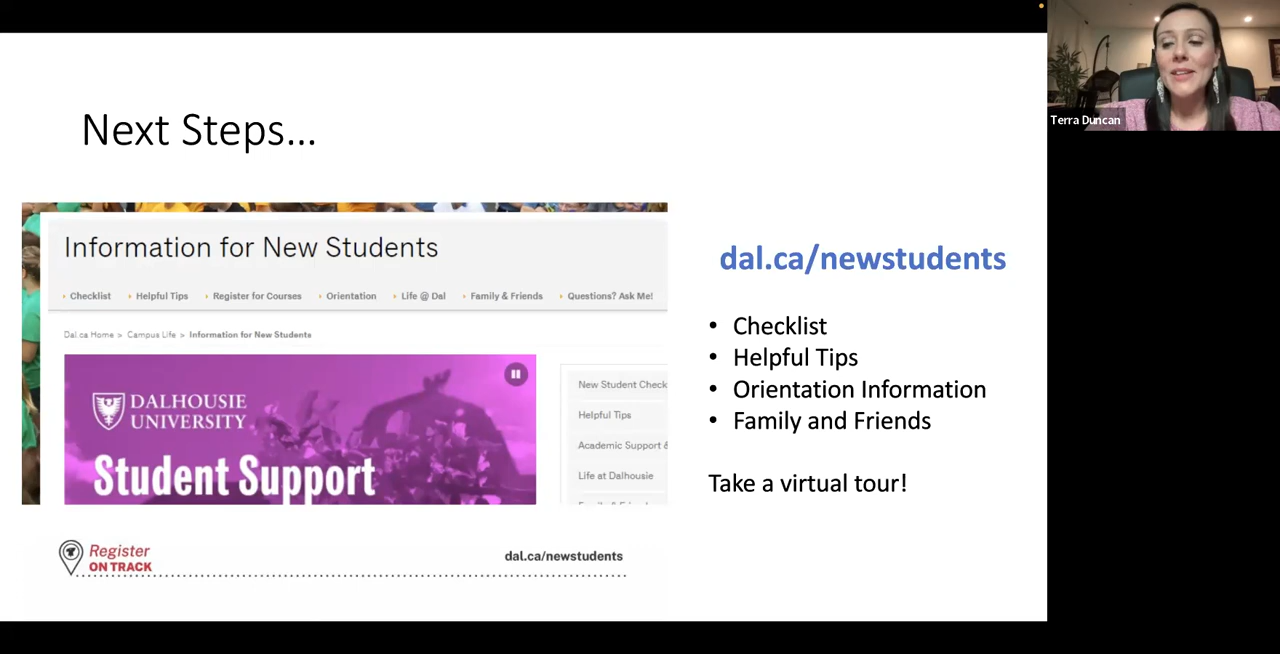 Next Steps...
Information for New Students
Checklist Helpful Tips Register for Courses Orientation Life @ Dal Family & Friends Questions? Ask Me!
Dal.ca Home > Campus Life > Information for New Students
DALHOUSIE
UNIVERSITY
Student Support
New Student Check
Helpful Tips
Academic Support &
Life at Dalhousie
dal.ca/newstudents
• Checklist
• Helpful Tips
• Orientation Information
• Family and Friends
Take a virtual tour!
Register
ON TRACK
dal.ca/newstudents
Terra Duncan